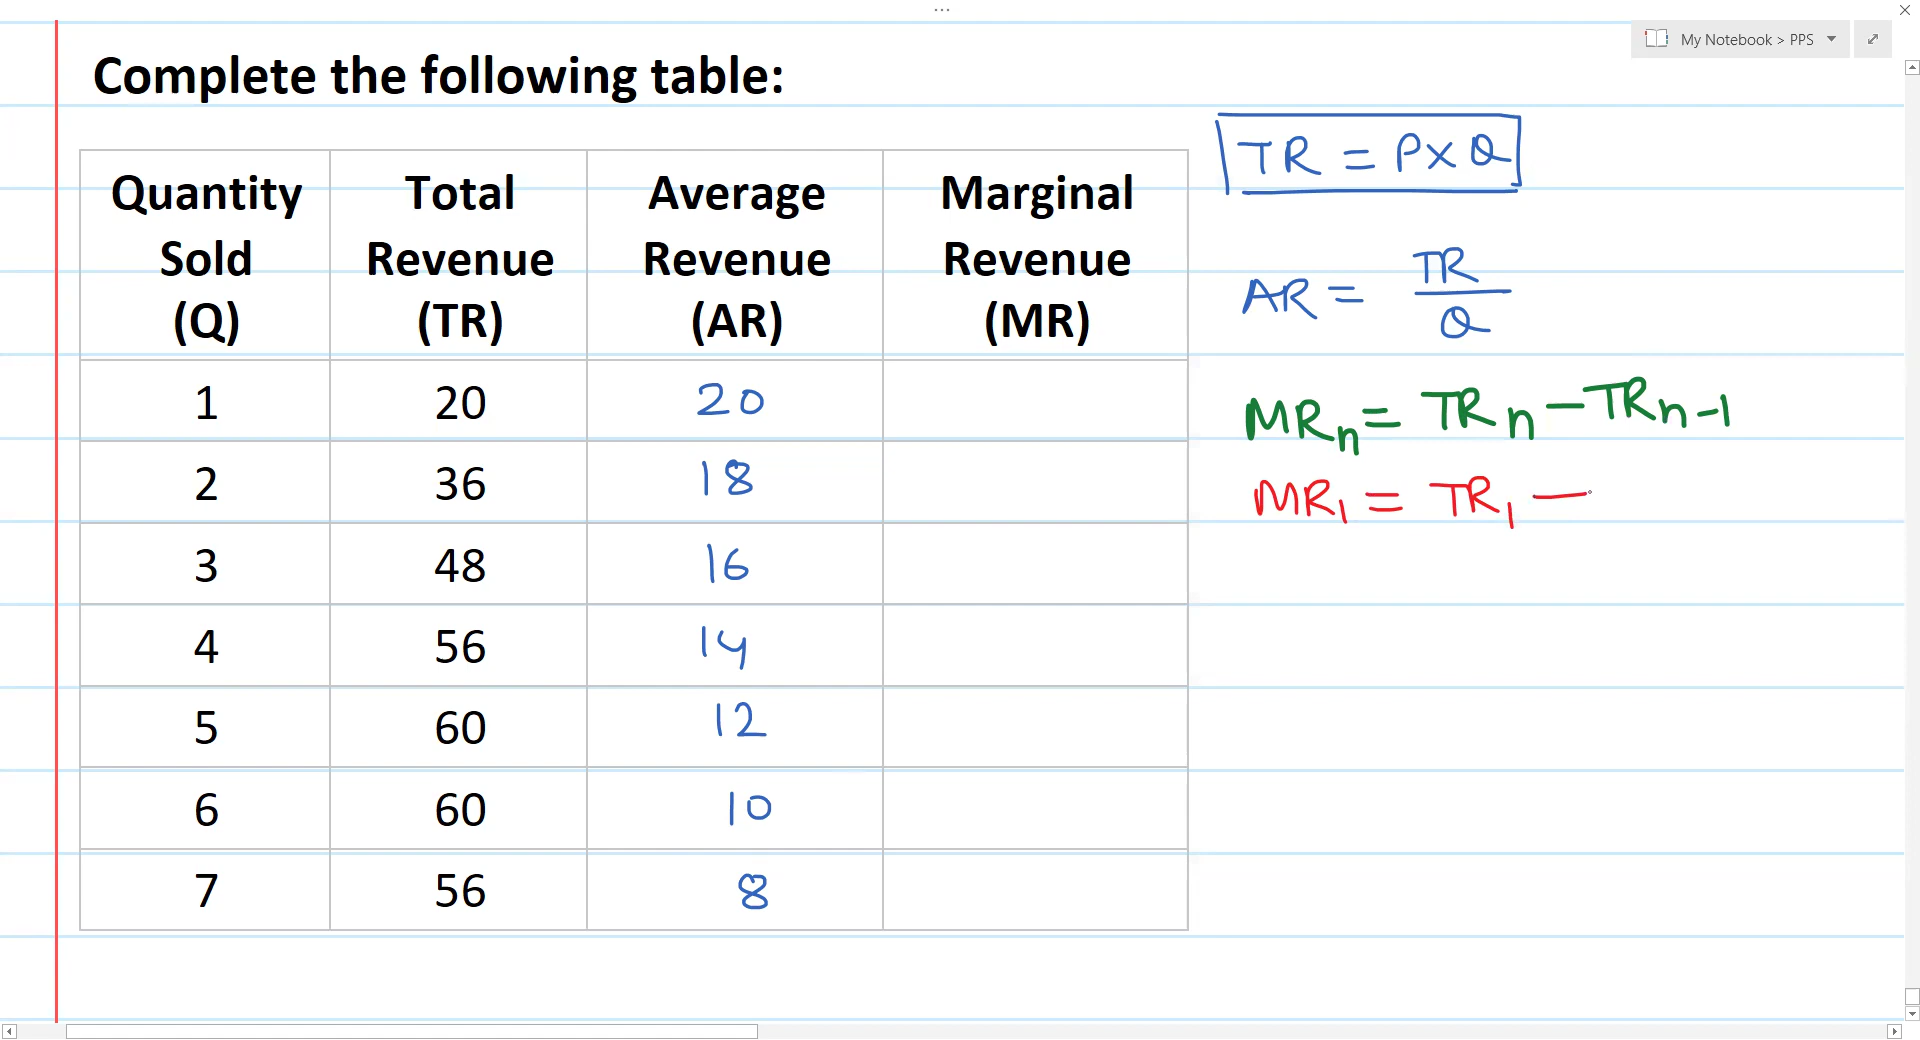 My Notebook > PPS
Complete the following table:
Quantity Sold (Q) Total Revenue (TR) Average Revenue (AR) Marginal Revenue (MR)
1 20 20
2 36 18
3 48 16
4 56 14
5 60 12
6 60 10
7 56 8
TR = P X Q
AR = TR / Q
MRn = TRn - TRn-1
MR1 = TR1 -